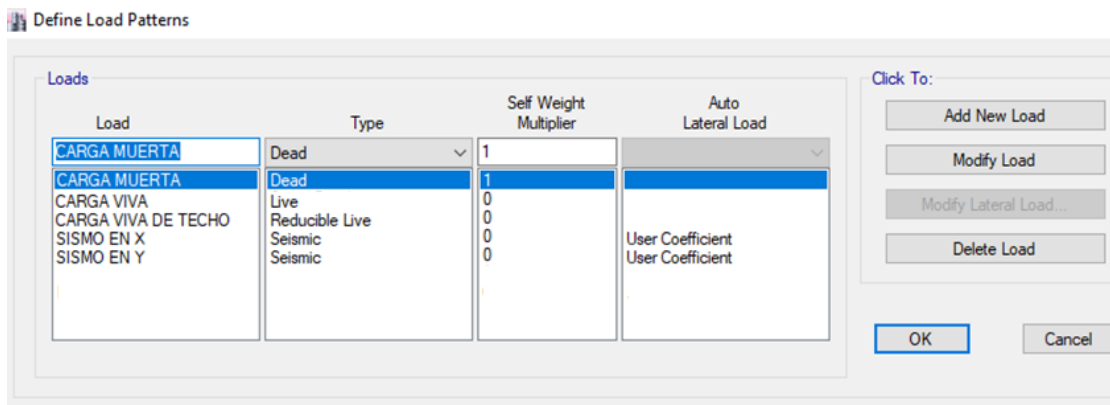 Define Load Patterns
Loads
Click To:
Load
Type
Self Weight
Multiplier
Auto
Lateral Load
CARGA MUERTA
Dead
1
CARGA MUERTA Dead 1
CARGA VIVA Live 0
CARGA VIVA DE TECHO Reducible Live 0
SISMO EN X Seismic 0 User Coefficient
SISMO EN Y Seismic 0 User Coefficient
Add New Load
Modify Load
Modify Lateral Load...
Delete Load
OK
Cancel